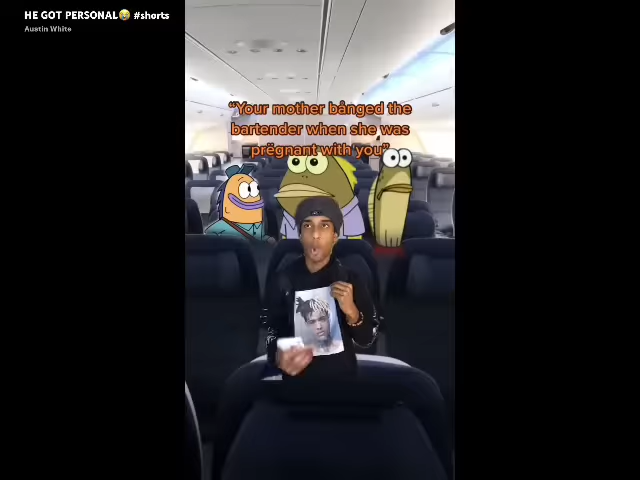 HE GOT PERSONAL😭 #shorts
Austin White
“Your mother bånged the
bartender when she was
prëgnant with you”